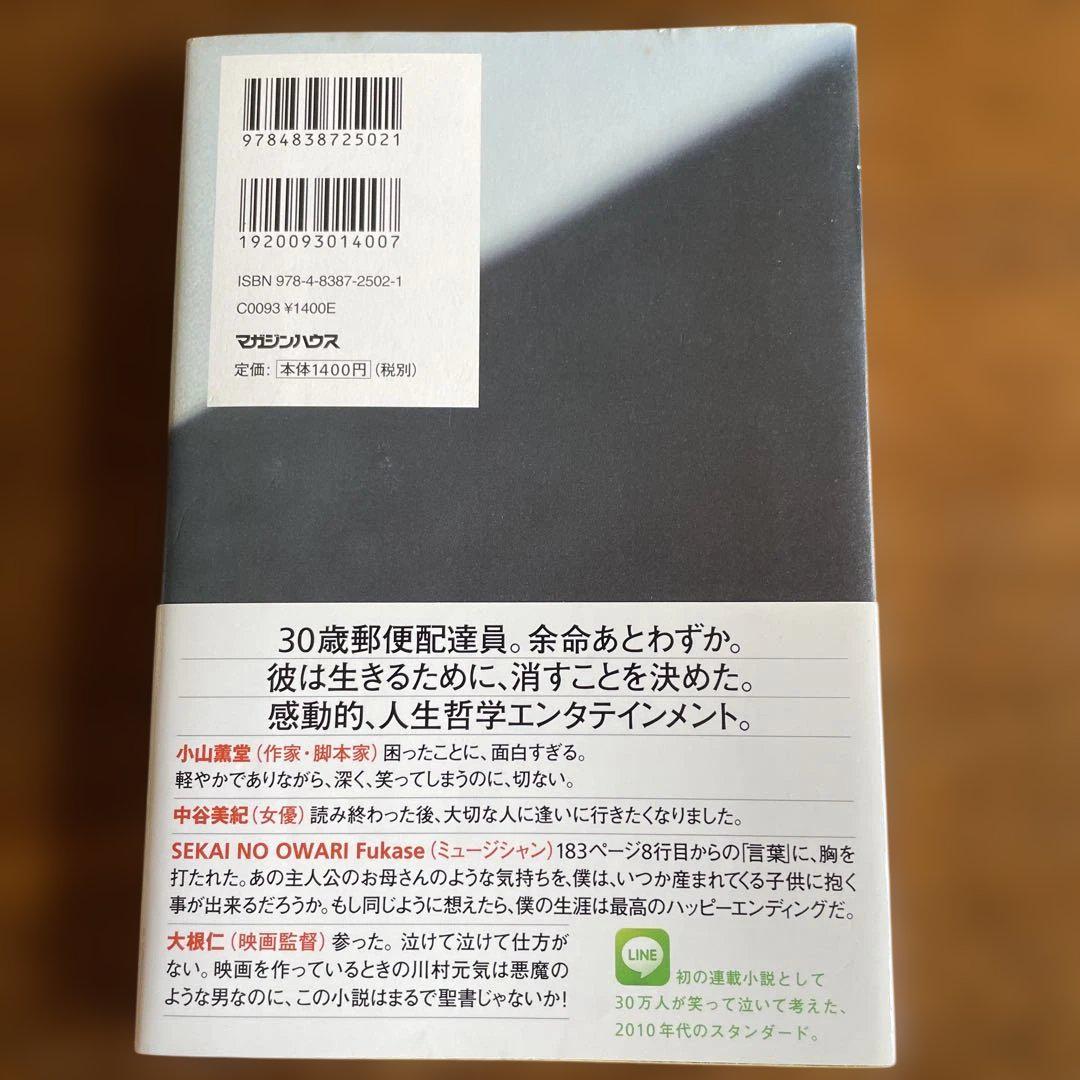 9784838725021
1920093014007
ISBN 978-4-8387-2502-1
C0093 ¥1400E
マガジンハウス
定価: 本体1400円 (税別)
30歳郵便配達員。余命あとわずか。
彼は生きるために、消すことを決めた。
感動的、人生哲学エンタテインメント。
小山薫堂(作家・脚本家) 困ったことに、面白すぎる。
軽やかでありながら、深く、笑ってしまうのに、切ない。
中谷美紀(女優) 読み終わった後、大切な人に逢いに行きたくなりました。
SEKAI NO OWARI Fukase (ミュージシャン) 183ページ8行目からの「言葉」に、胸を
打たれた。あの主人公のお母さんのような気持ちを、僕は、いつか産まれてくる子供に抱く
事が出来るだろうか。もし同じように想えたら、僕の生涯は最高のハッピーエンディングだ。
大根仁(映画監督) 参った。泣けて泣けて仕方が
ない。映画を作っているときの川村元気は悪魔の
ような男なのに、この小説はまるで聖書じゃないか!
LINE
初の連載小説として
30万人が笑って泣いて考えた、
2010年代のスタンダード。